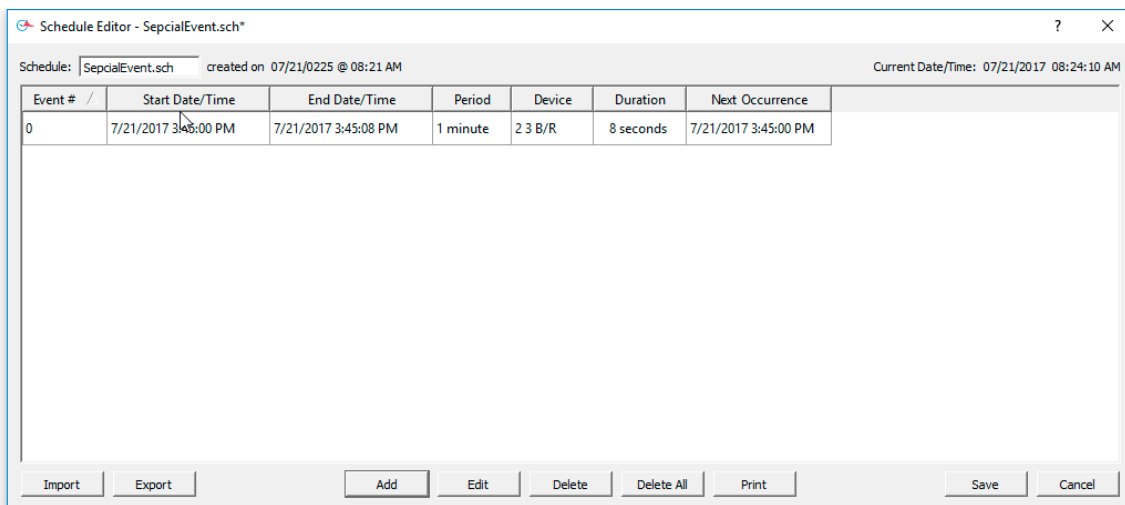 Schedule Editor - SepcialEvent.sch* ?
Schedule: SepcialEvent.sch created on 07/21/0225 @ 08:21 AM Current Date/Time: 07/21/2017 08:24:10 AM
Event # Start Date/Time End Date/Time Period Device Duration Next Occurrence
0 7/21/2017 3:45:00 PM 7/21/2017 3:45:08 PM 1 minute 2 3 B/R 8 seconds 7/21/2017 3:45:00 PM
Import Export Add Edit Delete Delete All Print Save Cancel